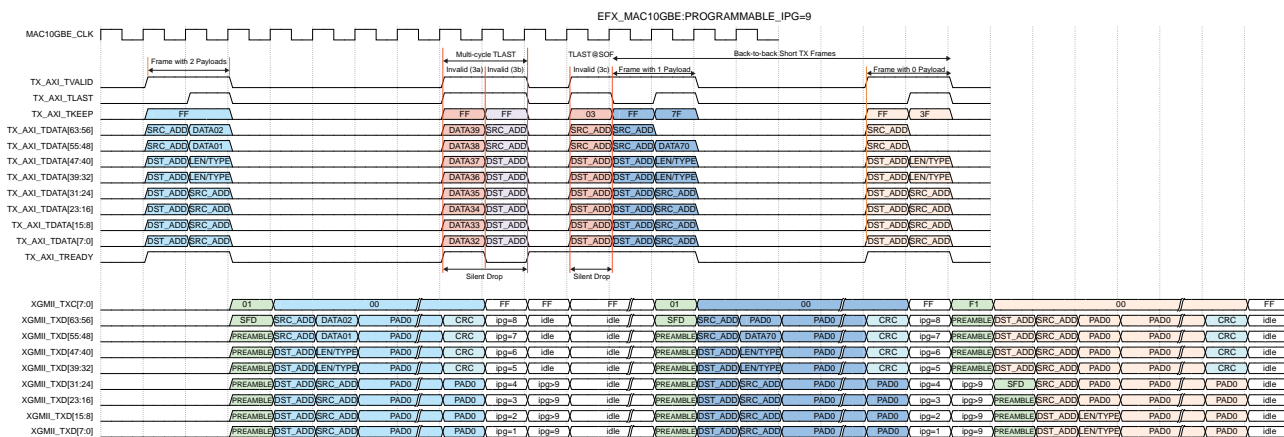 EFX_MAC10GBE:PROGRAMMABLE_IPG=9
MAC10GBE_CLK
Multi-cycle TLAST TLAST@SOF Back-to-back Short TX Frames
Frame with 2 Payloads Invalid (3a) Invalid (3b) Invalid (3c) Frame with 1 Payload Frame with 0 Payload
TX_AXI_TVALID
TX_AXI_TLAST
TX_AXI_TKEEP FF FF FF 03 FF 7F FF 3F
TX_AXI_TDATA[63:56] SRC_ADD DATA02 DATA39 SRC_ADD SRC_ADD SRC_ADD SRC_ADD
TX_AXI_TDATA[55:48] SRC_ADD DATA01 DATA38 SRC_ADD SRC_ADD SRC_ADD DATA70 SRC_ADD
TX_AXI_TDATA[47:40] DST_ADD LEN/TYPE DATA37 DST_ADD DST_ADD DST_ADD LEN/TYPE DST_ADD LEN/TYPE
TX_AXI_TDATA[39:32] DST_ADD LEN/TYPE DATA36 DST_ADD DST_ADD DST_ADD LEN/TYPE DST_ADD LEN/TYPE
TX_AXI_TDATA[31:24] DST_ADD SRC_ADD DATA35 DST_ADD DST_ADD DST_ADD SRC_ADD DST_ADD SRC_ADD
TX_AXI_TDATA[23:16] DST_ADD SRC_ADD DATA34 DST_ADD DST_ADD DST_ADD SRC_ADD DST_ADD SRC_ADD
TX_AXI_TDATA[15:8] DST_ADD SRC_ADD DATA33 DST_ADD DST_ADD DST_ADD SRC_ADD DST_ADD SRC_ADD
TX_AXI_TDATA[7:0] DST_ADD SRC_ADD DATA32 DST_ADD DST_ADD DST_ADD SRC_ADD DST_ADD SRC_ADD
TX_AXI_TREADY
Silent Drop Silent Drop
XGMII_TXC[7:0] 01 00 FF FF FF 01 00 FF F1 00 FF
XGMII_TXD[63:56] SFD SRC_ADD DATA02 PAD0 CRC ipg=8 idle idle SFD SRC_ADD PAD0 PAD0 CRC ipg=8 PREAMBLE DST_ADD SRC_ADD PAD0 PAD0 CRC idle
XGMII_TXD[55:48] PREAMBLE SRC_ADD DATA01 PAD0 CRC ipg=7 idle idle PREAMBLE SRC_ADD DATA70 PAD0 CRC ipg=7 PREAMBLE DST_ADD SRC_ADD PAD0 PAD0 CRC idle
XGMII_TXD[47:40] PREAMBLE DST_ADD LEN/TYPE PAD0 CRC ipg=6 idle idle PREAMBLE DST_ADD LEN/TYPE PAD0 CRC ipg=6 PREAMBLE DST_ADD SRC_ADD PAD0 PAD0 CRC idle
XGMII_TXD[39:32] PREAMBLE DST_ADD LEN/TYPE PAD0 CRC ipg=5 idle idle PREAMBLE DST_ADD LEN/TYPE PAD0 CRC ipg=5 PREAMBLE DST_ADD SRC_ADD PAD0 PAD0 CRC idle
XGMII_TXD[31:24] PREAMBLE DST_ADD SRC_ADD PAD0 PAD0 ipg=4 ipg>9 idle PREAMBLE DST_ADD SRC_ADD PAD0 PAD0 ipg=4 ipg>9 SFD SRC_ADD PAD0 PAD0 PAD0 idle
XGMII_TXD[23:16] PREAMBLE DST_ADD SRC_ADD PAD0 PAD0 ipg=3 ipg>9 idle PREAMBLE DST_ADD SRC_ADD PAD0 PAD0 ipg=3 ipg>9 PREAMBLE SRC_ADD PAD0 PAD0 PAD0 idle
XGMII_TXD[15:8] PREAMBLE DST_ADD SRC_ADD PAD0 PAD0 ipg=2 ipg>9 idle PREAMBLE DST_ADD SRC_ADD PAD0 PAD0 ipg=2 ipg>9 PREAMBLE DST_ADD LEN/TYPE PAD0 PAD0 idle
XGMII_TXD[7:0] PREAMBLE DST_ADD SRC_ADD PAD0 PAD0 ipg=1 ipg=9 idle PREAMBLE DST_ADD SRC_ADD PAD0 PAD0 ipg=1 ipg=9 PREAMBLE DST_ADD LEN/TYPE PAD0 PAD0 idle